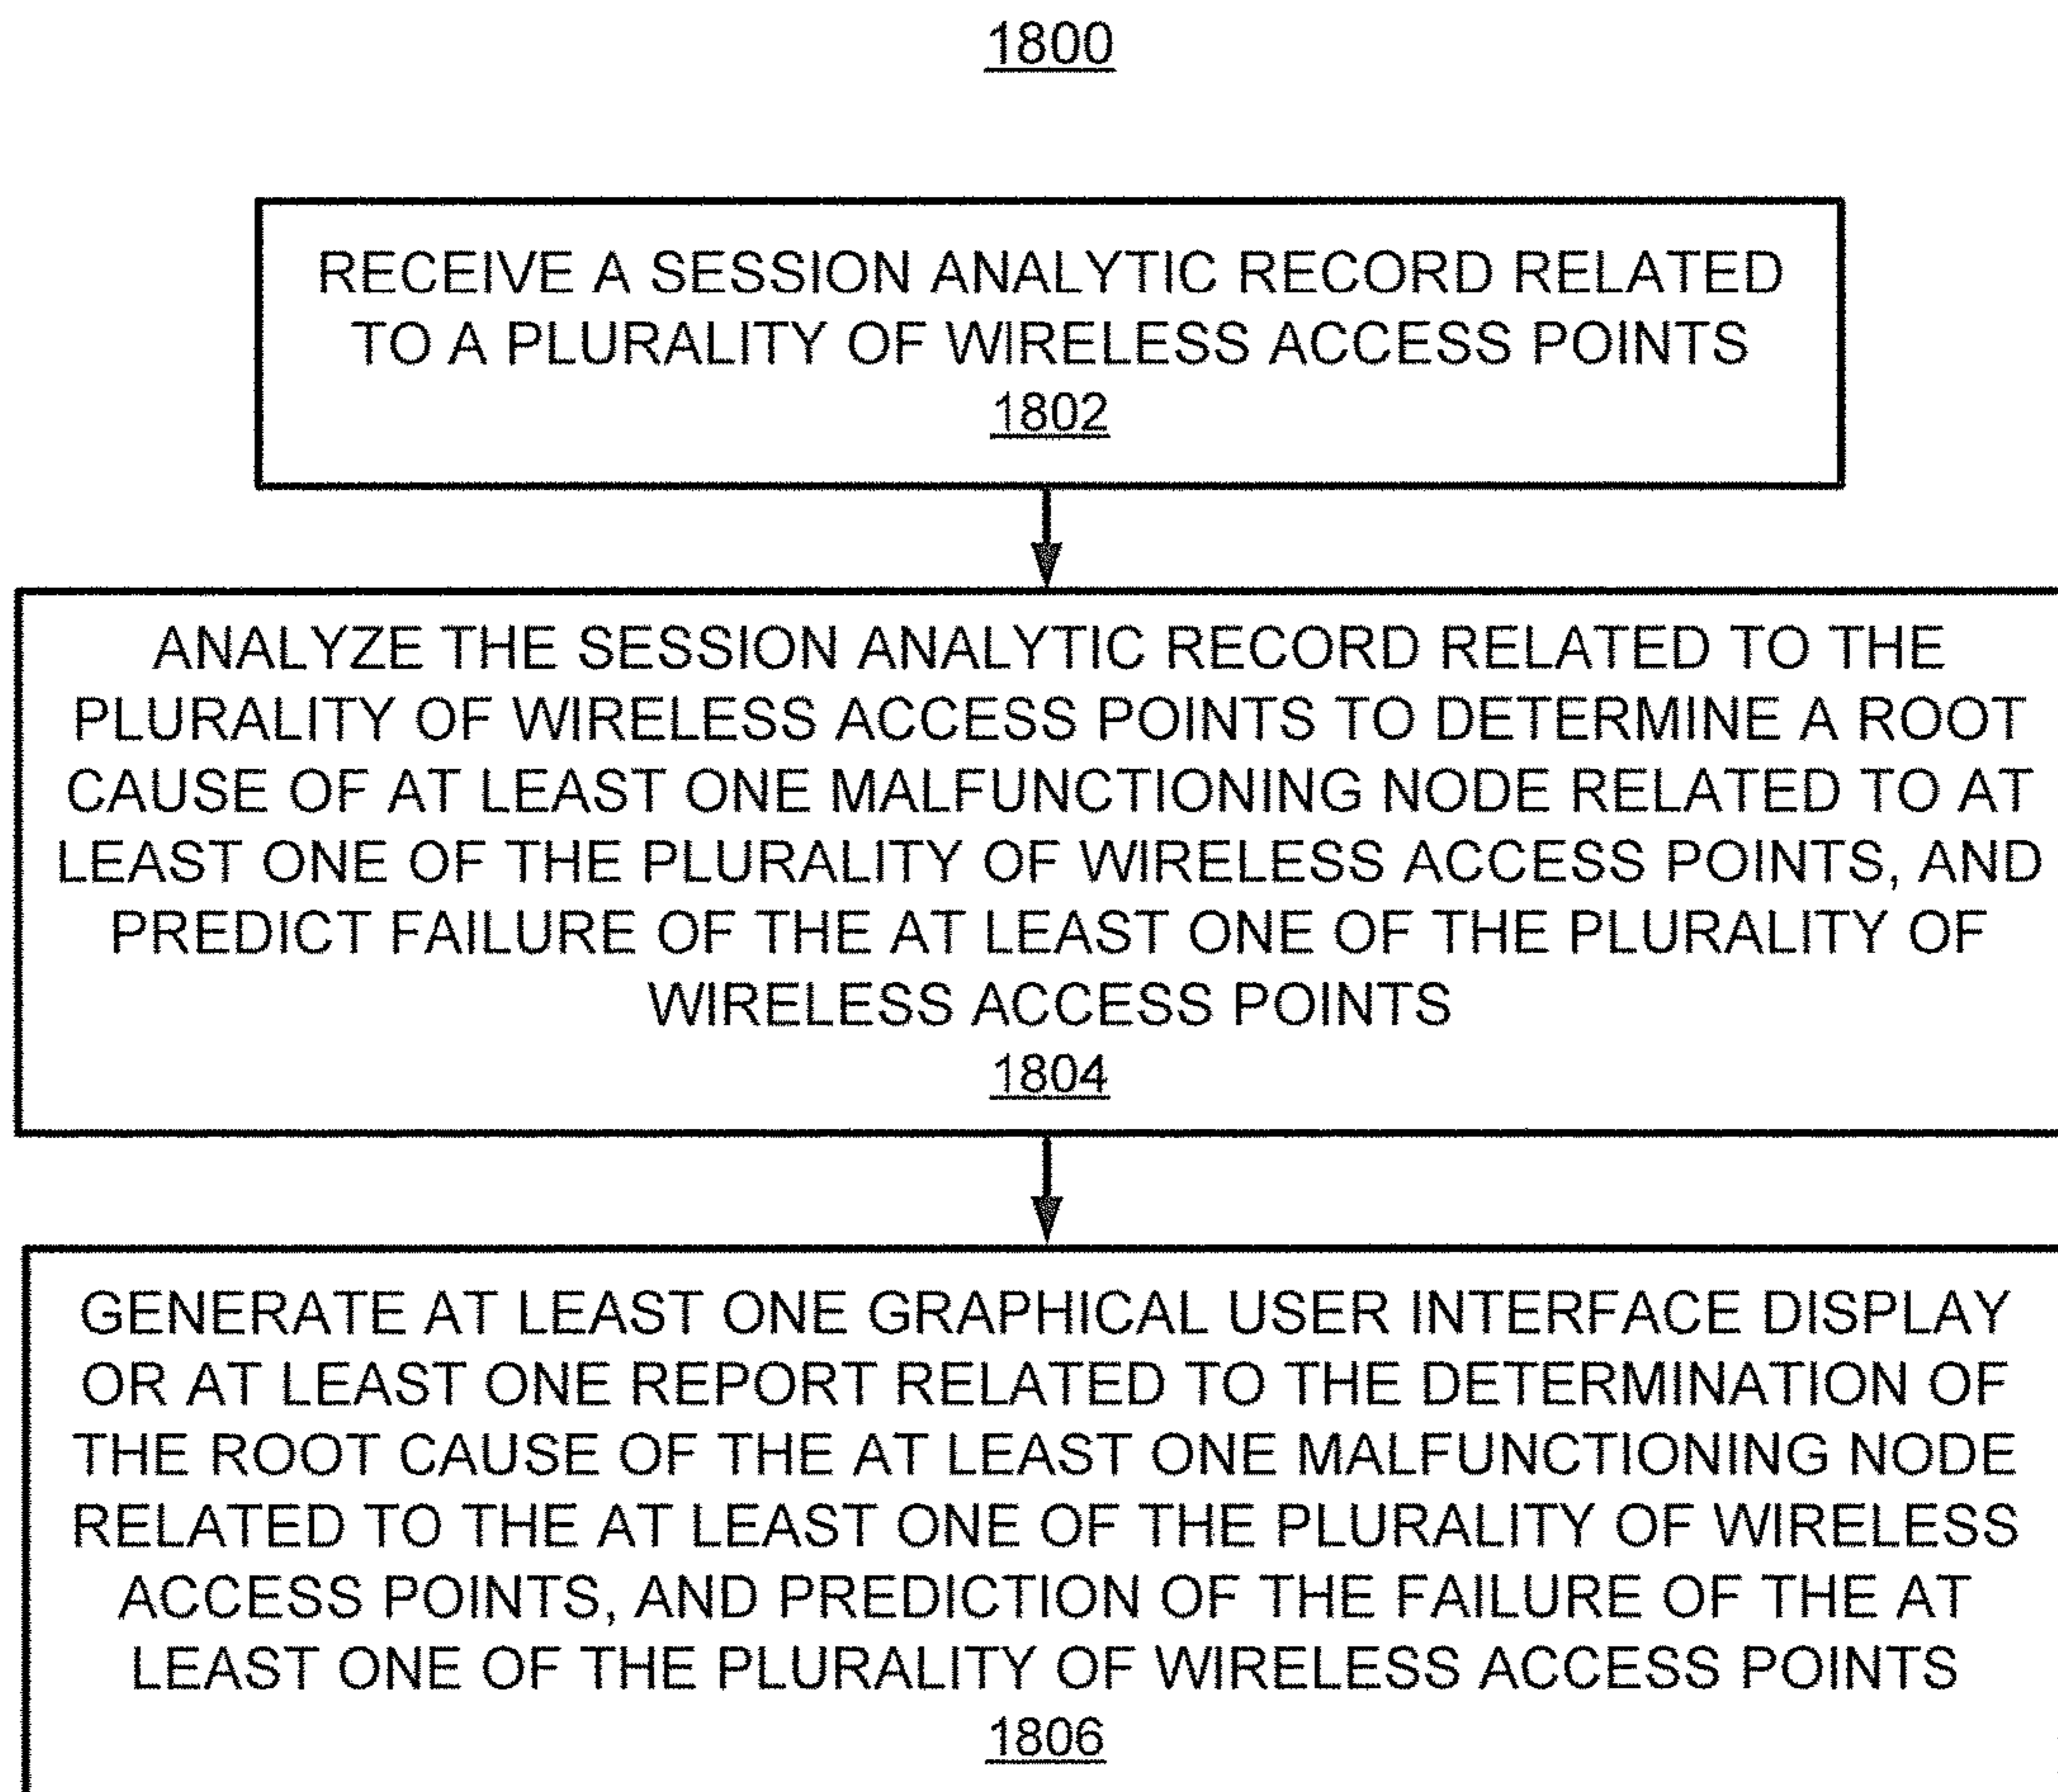 1800
RECEIVE A SESSION ANALYTIC RECORD RELATED
TO A PLURALITY OF WIRELESS ACCESS POINTS
1802
ANALYZE THE SESSION ANALYTIC RECORD RELATED TO THE
PLURALITY OF WIRELESS ACCESS POINTS TO DETERMINE A ROOT
CAUSE OF AT LEAST ONE MALFUNCTIONING NODE RELATED TO AT
LEAST ONE OF THE PLURALITY OF WIRELESS ACCESS POINTS, AND
PREDICT FAILURE OF THE AT LEAST ONE OF THE PLURALITY OF
WIRELESS ACCESS POINTS
1804
GENERATE AT LEAST ONE GRAPHICAL USER INTERFACE DISPLAY
OR AT LEAST ONE REPORT RELATED TO THE DETERMINATION OF
THE ROOT CAUSE OF THE AT LEAST ONE MALFUNCTIONING NODE
RELATED TO THE AT LEAST ONE OF THE PLURALITY OF WIRELESS
ACCESS POINTS, AND PREDICTION OF THE FAILURE OF THE AT
LEAST ONE OF THE PLURALITY OF WIRELESS ACCESS POINTS
1806